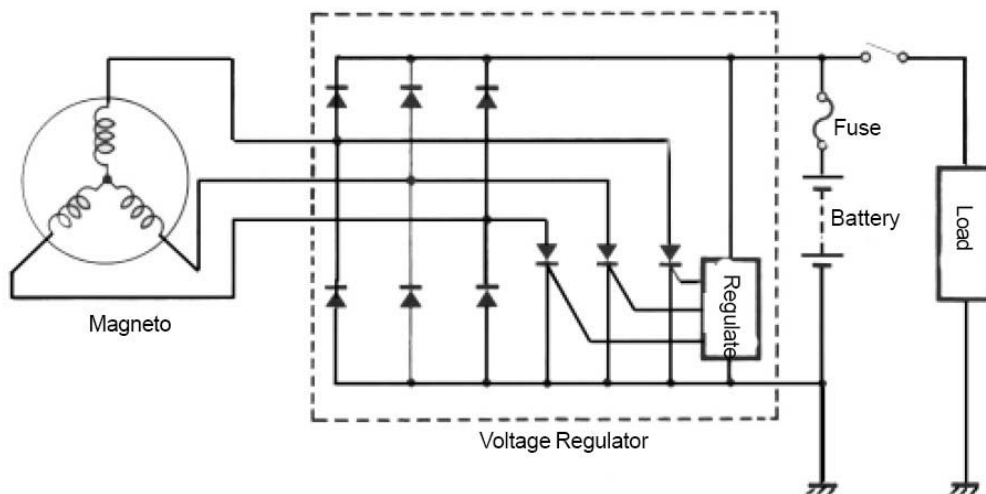 Fuse
Battery
Load
Regulate
Magneto
Voltage Regulator